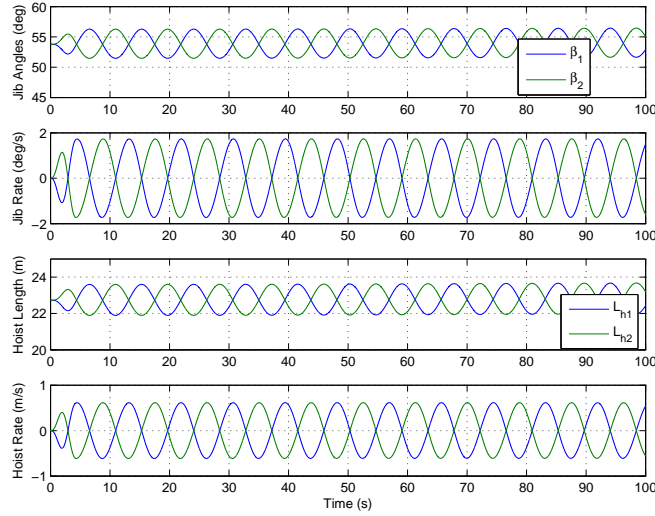 60
55
50
45
Jib Angles (deg)
β1
β2
0 10 20 30 40 50 60 70 80 90 100
2
0
−2
Jib Rate (deg/s)
0 10 20 30 40 50 60 70 80 90 100
24
22
20
Hoist Length (m)
Lh1
Lh2
0 10 20 30 40 50 60 70 80 90 100
1
0
−1
Hoist Rate (m/s)
0 10 20 30 40 50 60 70 80 90 100
Time (s)